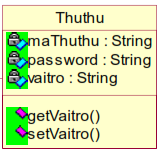 Thuthu
maThuthu : String
password : String
vaitro : String
getVaitro()
setVaitro()